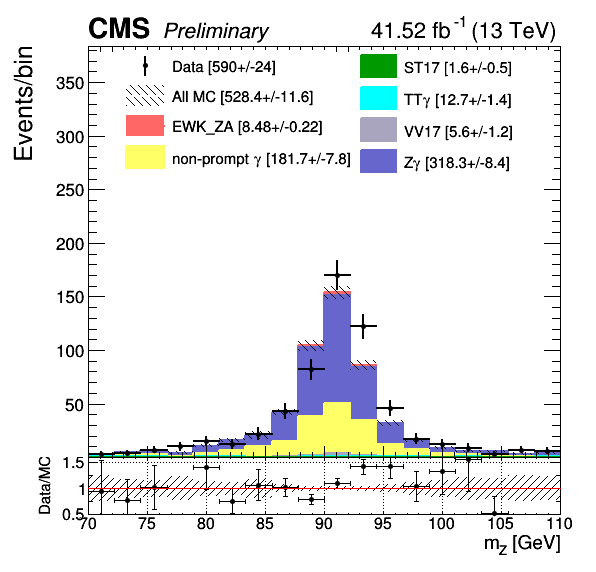 CMS Preliminary 41.52 fb⁻¹ (13 TeV)
Events/bin
Data [590+/-24]
All MC [528.4+/-11.6]
EWK_ZA [8.48+/-0.22]
non-prompt γ [181.7+/-7.8]
ST17 [1.6+/-0.5]
TTγ [12.7+/-1.4]
VV17 [5.6+/-1.2]
Zγ [318.3+/-8.4]
350
300
250
200
150
100
50
Data/MC
1.5
1
0.5
70 75 80 85 90 95 100 105 110
m_Z [GeV]